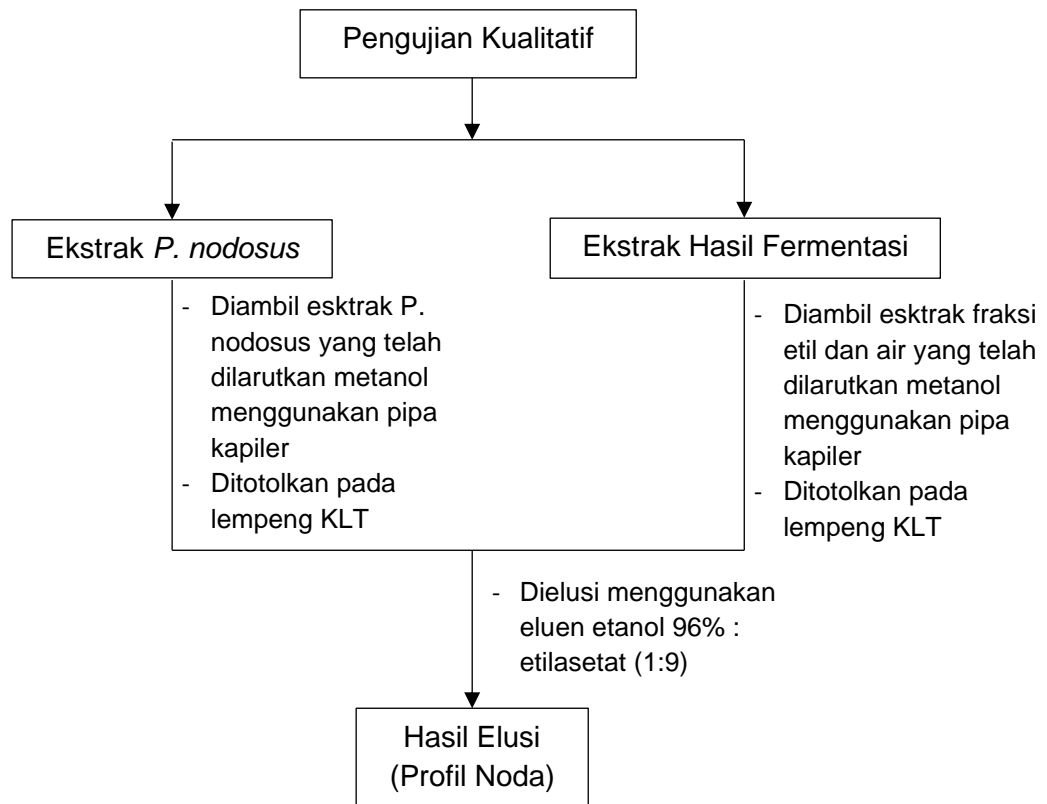 Pengujian Kualitatif
Ekstrak P. nodosus
Ekstrak Hasil Fermentasi
- Diambil esktrak P.
nodosus yang telah
dilarutkan metanol
menggunakan pipa
kapiler
- Ditotolkan pada
lempeng KLT
- Diambil esktrak fraksi
etil dan air yang telah
dilarutkan metanol
menggunakan pipa
kapiler
- Ditotolkan pada
lempeng KLT
- Dielusi menggunakan
eluen etanol 96% :
etilasetat (1:9)
Hasil Elusi
(Profil Noda)